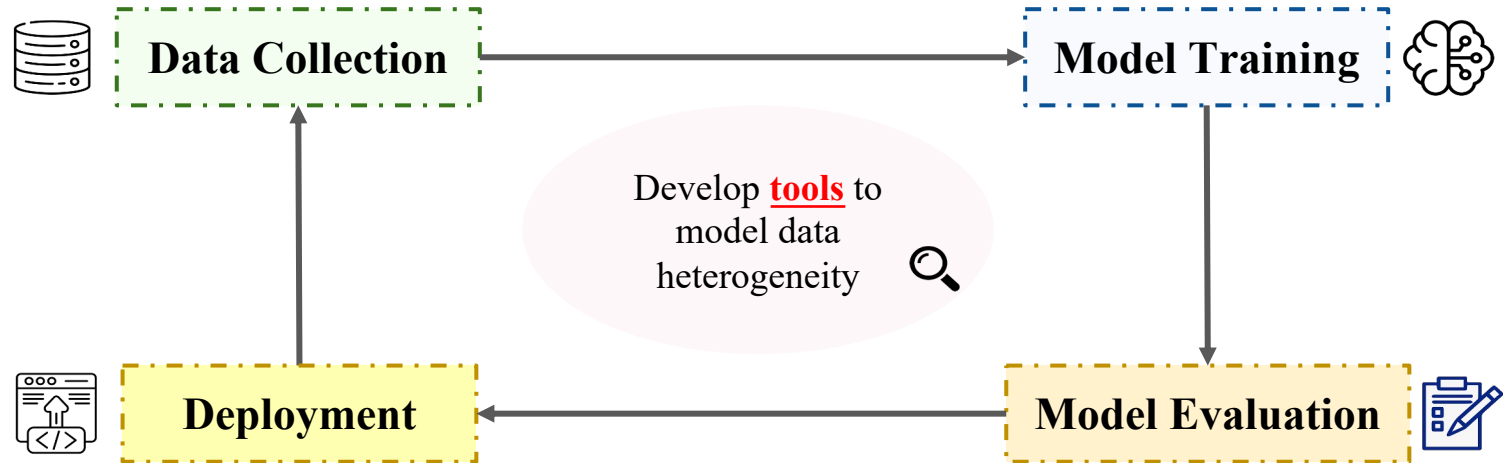 Data Collection
Model Training
Develop tools to
model data
heterogeneity
Deployment
Model Evaluation